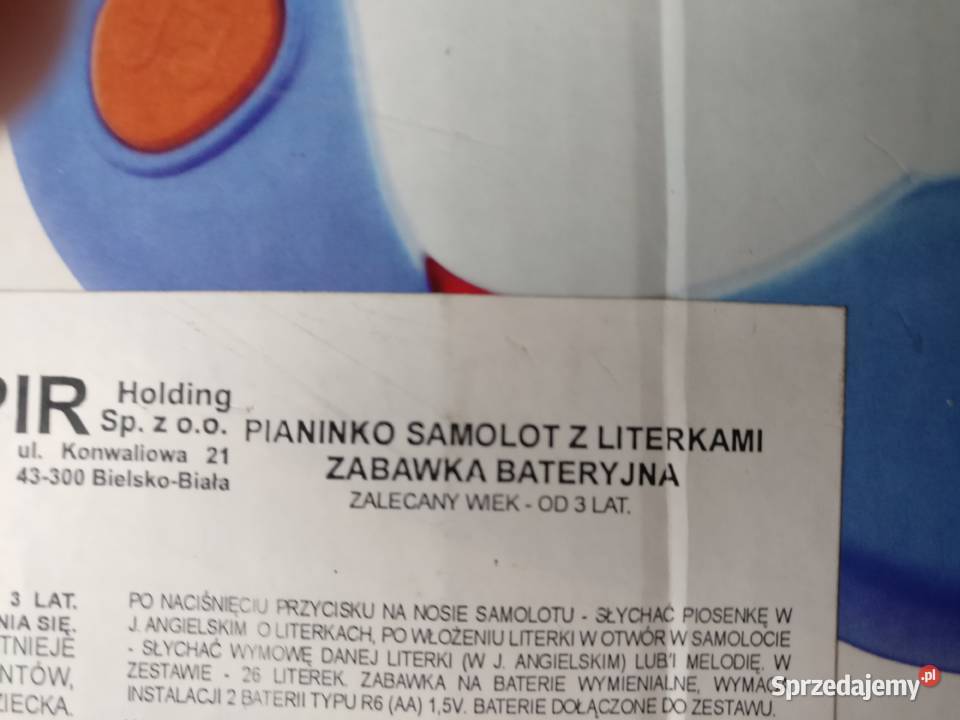 PIR Holding
Sp. z o.o.
ul. Konwaliowa 21
43-300 Bielsko-Biała
PIANINKO SAMOLOT Z LITERKAMI
ZABAWKA BATERYJNA
ZALECANY WIEK - OD 3 LAT.
3 LAT.
NIA SIĘ.
TNIEJE
NTÓW,
ZIECKA.
PO NACIŚNIĘCIU PRZYCISKU NA NOSIE SAMOLOTU - SŁYCHAĆ PIOSENKĘ W
J. ANGIELSKIM O LITERKACH, PO WŁOŻENIU LITERKI W OTWÓR W SAMOLOCIE
- SŁYCHAĆ WYMOWĘ DANEJ LITERKI (W J. ANGIELSKIM) LUB/I MELODIĘ. W
ZESTAWIE - 26 LITEREK. ZABAWKA NA BATERIE WYMIENIALNE, WYMAGA
INSTALACJI 2 BATERII TYPU R6 (AA) 1,5V. BATERIE DOŁĄCZONE DO ZESTAWU.
Sprzedajemy.pl